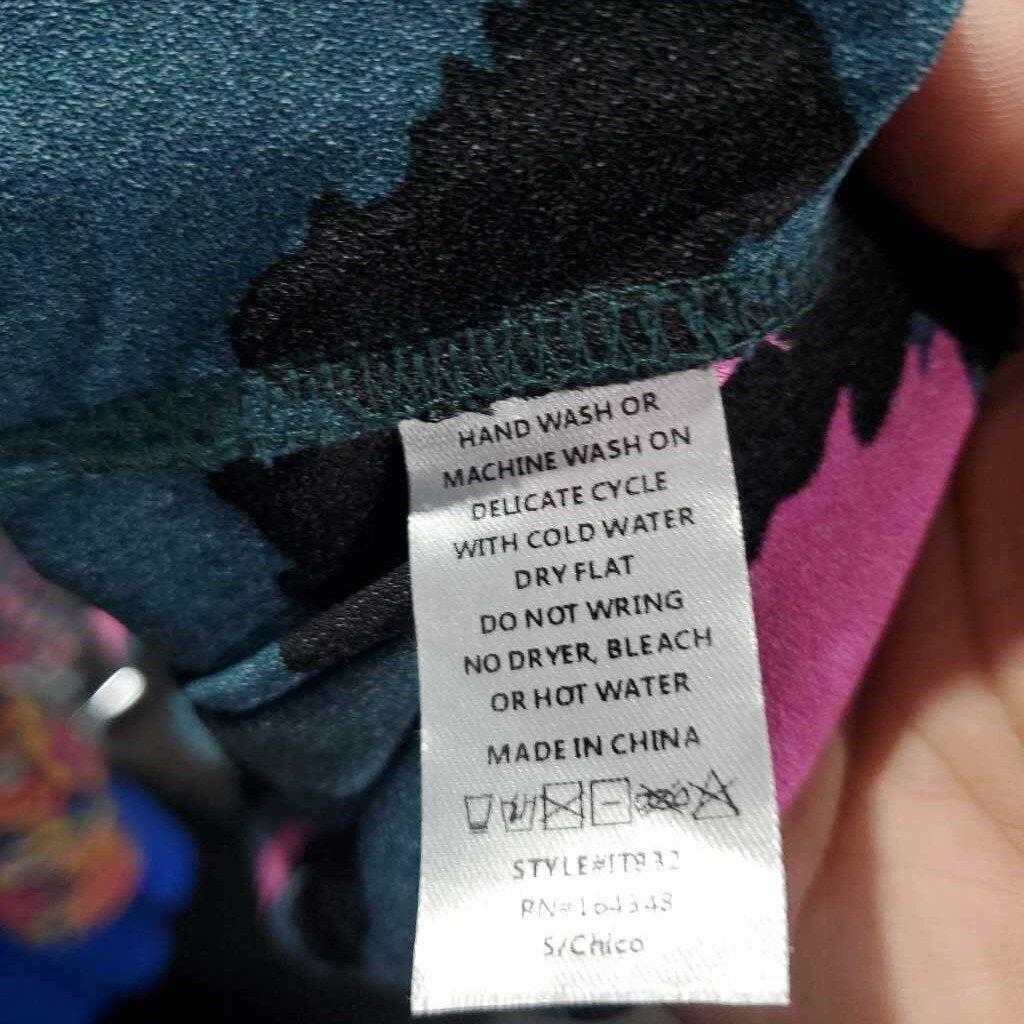 HAND WASH OR
MACHINE WASH ON
DELICATE CYCLE
WITH COLD WATER
DRY FLAT
DO NOT WRING
NO DRYER, BLEACH
OR HOT WATER
MADE IN CHINA
STYLE#IT832
RN#164348
S/Chico